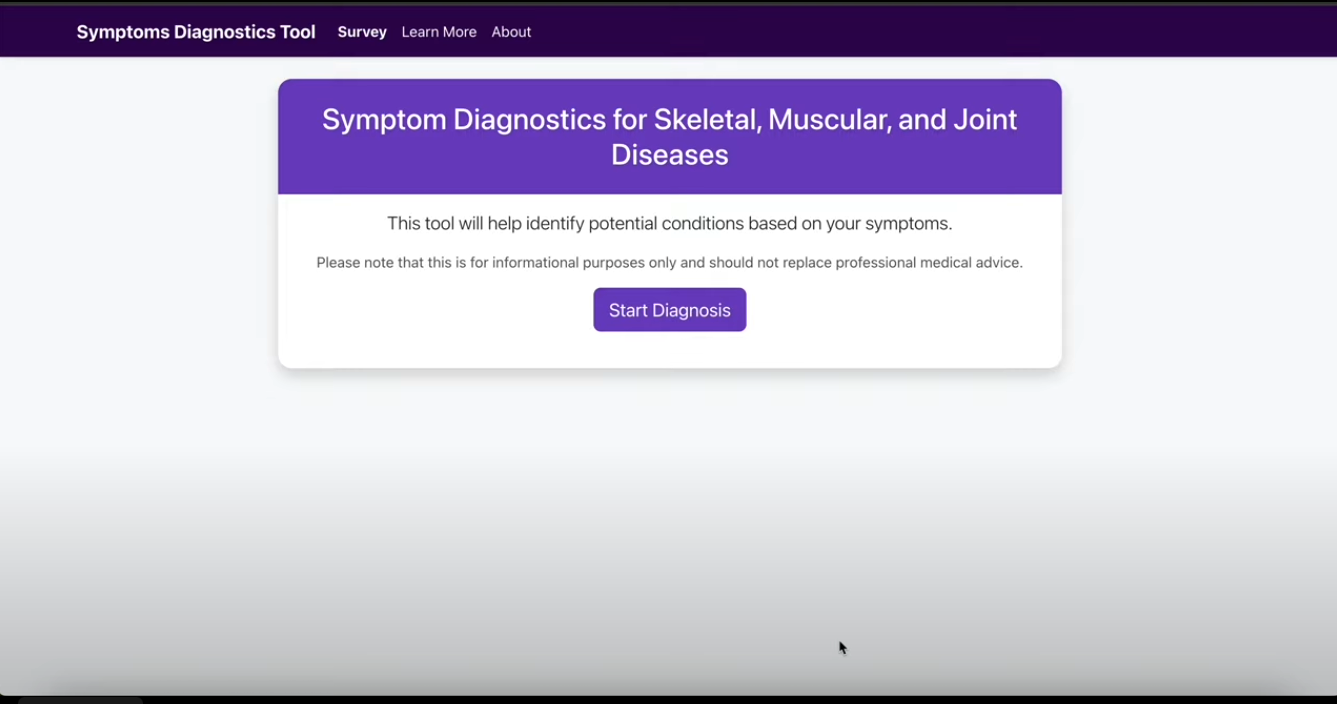 Symptoms Diagnostics Tool Survey Learn More About
Symptom Diagnostics for Skeletal, Muscular, and Joint
Diseases
This tool will help identify potential conditions based on your symptoms.
Please note that this is for informational purposes only and should not replace professional medical advice.
Start Diagnosis